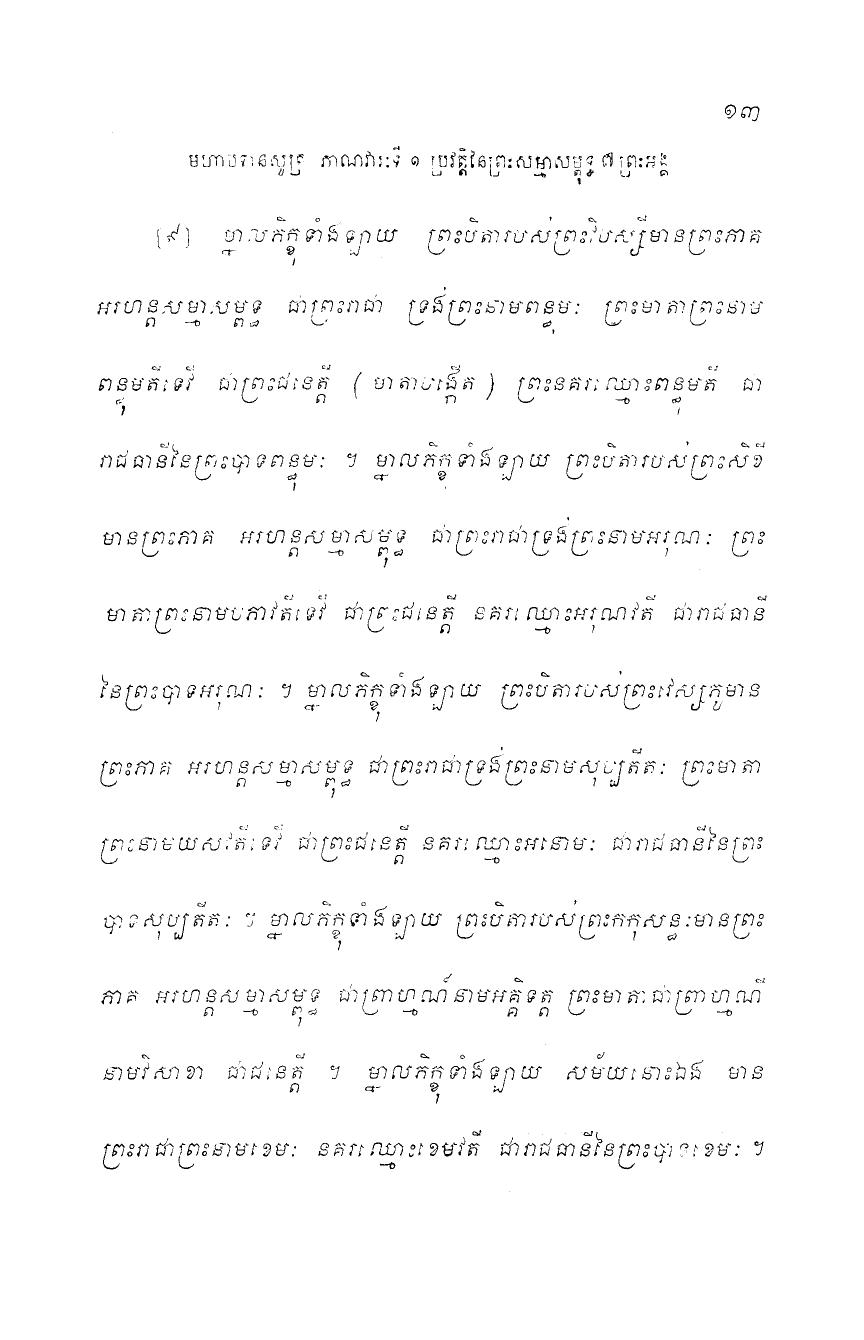 ១៣
មហាបទានសូត្រ ភាណវារៈទី ១ ប្រវត្តិនៃព្រះសម្មាសម្ពុទ្ធ ៧ ព្រះអង្គ
[៩] ម្នាលភិក្ខុទាំងឡាយ ព្រះបិតារបស់ព្រះវិបស្សីមានព្រះភាគ
អរហន្តសម្មាសម្ពុទ្ធ ជាព្រះរាជា ទ្រង់ព្រះនាមពន្ធុមៈ ព្រះមាតាព្រះនាម
ពន្ធុមតីទេវី ជាព្រះជនេត្តី (មាតាបង្កើត) ព្រះនគរឈ្មោះពន្ធុមតី ជា
រាជធានីនៃព្រះបាទពន្ធុមៈ ។ ម្នាលភិក្ខុទាំងឡាយ ព្រះបិតារបស់ព្រះសិខី
មានព្រះភាគ អរហន្តសម្មាសម្ពុទ្ធ ជាព្រះរាជាទ្រង់ព្រះនាមអរុណៈ ព្រះ
មាតាព្រះនាមបភាវតីទេវី ជាព្រះជនេត្តី នគរឈ្មោះអរុណវតី ជារាជធានី
នៃព្រះបាទអរុណៈ ។ ម្នាលភិក្ខុទាំងឡាយ ព្រះបិតារបស់ព្រះវេស្សភូមាន
ព្រះភាគ អរហន្តសម្មាសម្ពុទ្ធ ជាព្រះរាជាទ្រង់ព្រះនាមសុប្បតីតៈ ព្រះមាតា
ព្រះនាមយសវតីទេវី ជាព្រះជនេត្តី នគរឈ្មោះអនោមៈ ជារាជធានីនៃព្រះ
បាទសុប្បតីតៈ ។ ម្នាលភិក្ខុទាំងឡាយ ព្រះបិតារបស់ព្រះកកុសន្ធៈមានព្រះ
ភាគ អរហន្តសម្មាសម្ពុទ្ធ ជាព្រាហ្មណ៍នាមអគ្គិទត្ត ព្រះមាតាជាព្រាហ្មណី
នាមវិសាខា ជាជនេត្តី ។ ម្នាលភិក្ខុទាំងឡាយ សម័យនោះឯង មាន
ព្រះរាជាព្រះនាមខេមៈ នគរឈ្មោះខេមវតី ជារាជធានីនៃព្រះបាទខេមៈ ។